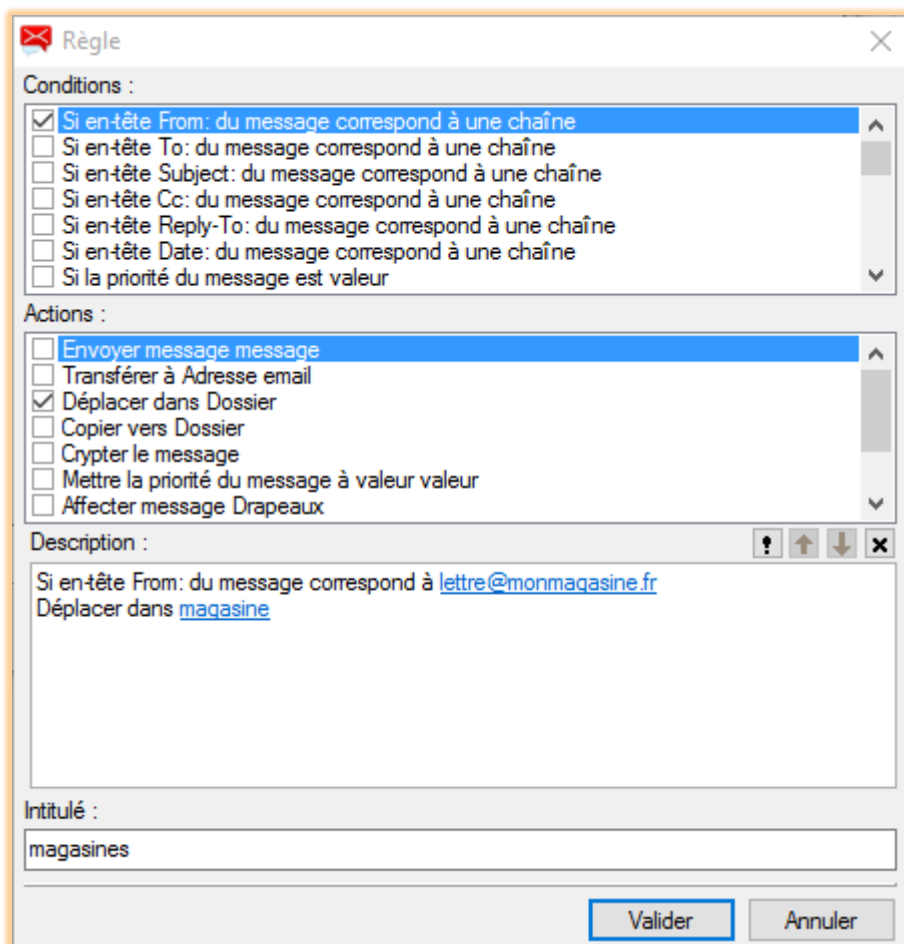 Règle
Conditions :
Si en-tête From: du message correspond à une chaîne
Si en-tête To: du message correspond à une chaîne
Si en-tête Subject: du message correspond à une chaîne
Si en-tête Cc: du message correspond à une chaîne
Si en-tête Reply-To: du message correspond à une chaîne
Si en-tête Date: du message correspond à une chaîne
Si la priorité du message est valeur
Actions :
Envoyer message message
Transférer à Adresse email
Déplacer dans Dossier
Copier vers Dossier
Crypter le message
Mettre la priorité du message à valeur valeur
Affecter message Drapeaux
Description :
Si en-tête From: du message correspond à lettre@monmagasine.fr
Déplacer dans magasine
Intitulé :
magasines
Valider Annuler